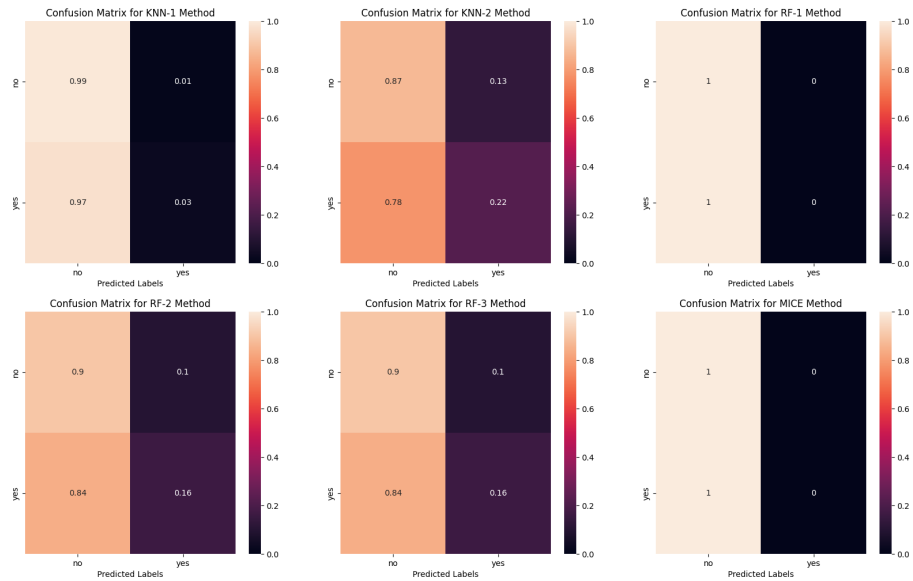 Confusion Matrix for KNN-1 Method
1.0
0.8
0.6
0.4
0.2
0.0
no
yes
0.99
0.01
0.97
0.03
no
yes
Predicted Labels
Confusion Matrix for KNN-2 Method
1.0
0.8
0.6
0.4
0.2
0.0
no
yes
0.87
0.13
0.78
0.22
no
yes
Predicted Labels
Confusion Matrix for RF-1 Method
1.0
0.8
0.6
0.4
0.2
0.0
no
yes
1
0
1
0
no
yes
Predicted Labels
Confusion Matrix for RF-2 Method
1.0
0.8
0.6
0.4
0.2
0.0
no
yes
0.9
0.1
0.84
0.16
no
yes
Predicted Labels
Confusion Matrix for RF-3 Method
1.0
0.8
0.6
0.4
0.2
0.0
no
yes
0.9
0.1
0.84
0.16
no
yes
Predicted Labels
Confusion Matrix for MICE Method
1.0
0.8
0.6
0.4
0.2
0.0
no
yes
1
0
1
0
no
yes
Predicted Labels